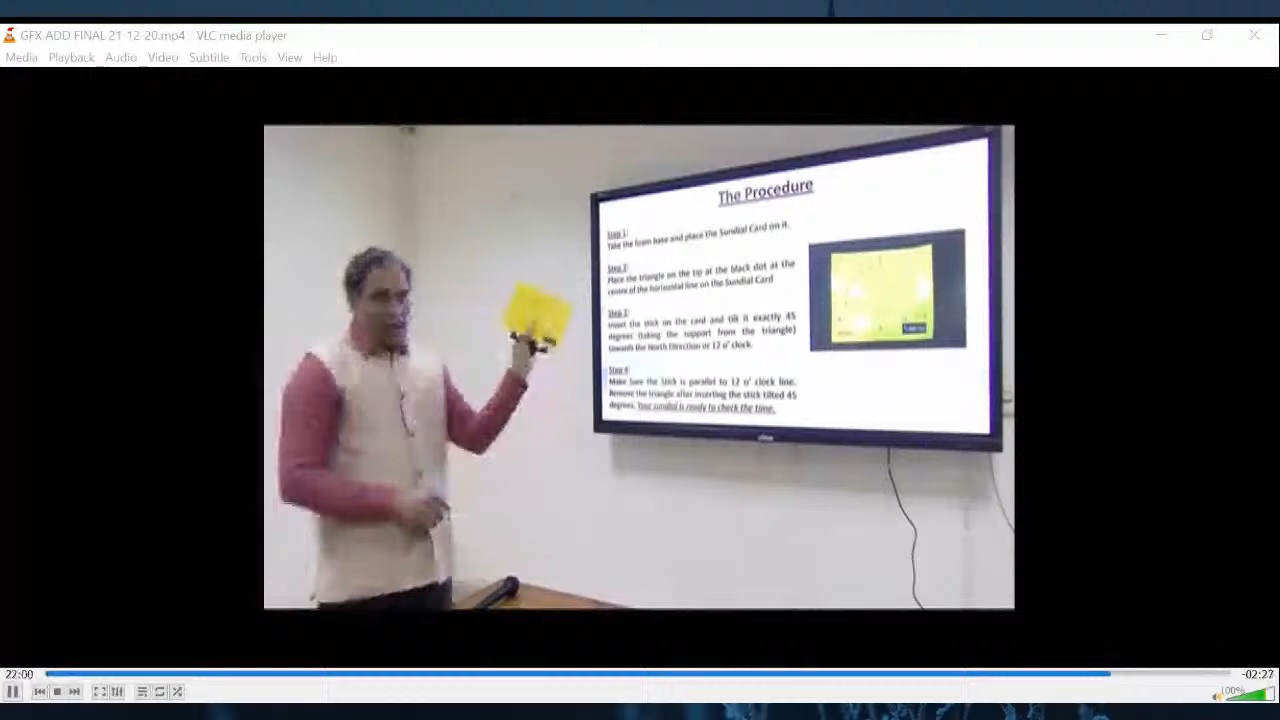 GFX ADD FINAL 21-12-20.mp4 - VLC media player
Media Playback Audio Video Subtitle Tools View Help
The Procedure
Step 1:
Take the foam base and place the Sundial Card on it.
Step 2:
Place the triangle on the tip at the black dot at the
centre of the horizontal line on the Sundial Card
Step 3:
Insert the stick on the card and tilt it exactly 45
degrees (taking the support from the triangle)
towards the North Direction or 12 o' clock.
Step 4:
Make Sure the Stick is parallel to 12 o' clock line.
Remove the triangle after inserting the stick tilted 45
degrees. Your sundial is ready to check the time.
22:00
-02:27
100%